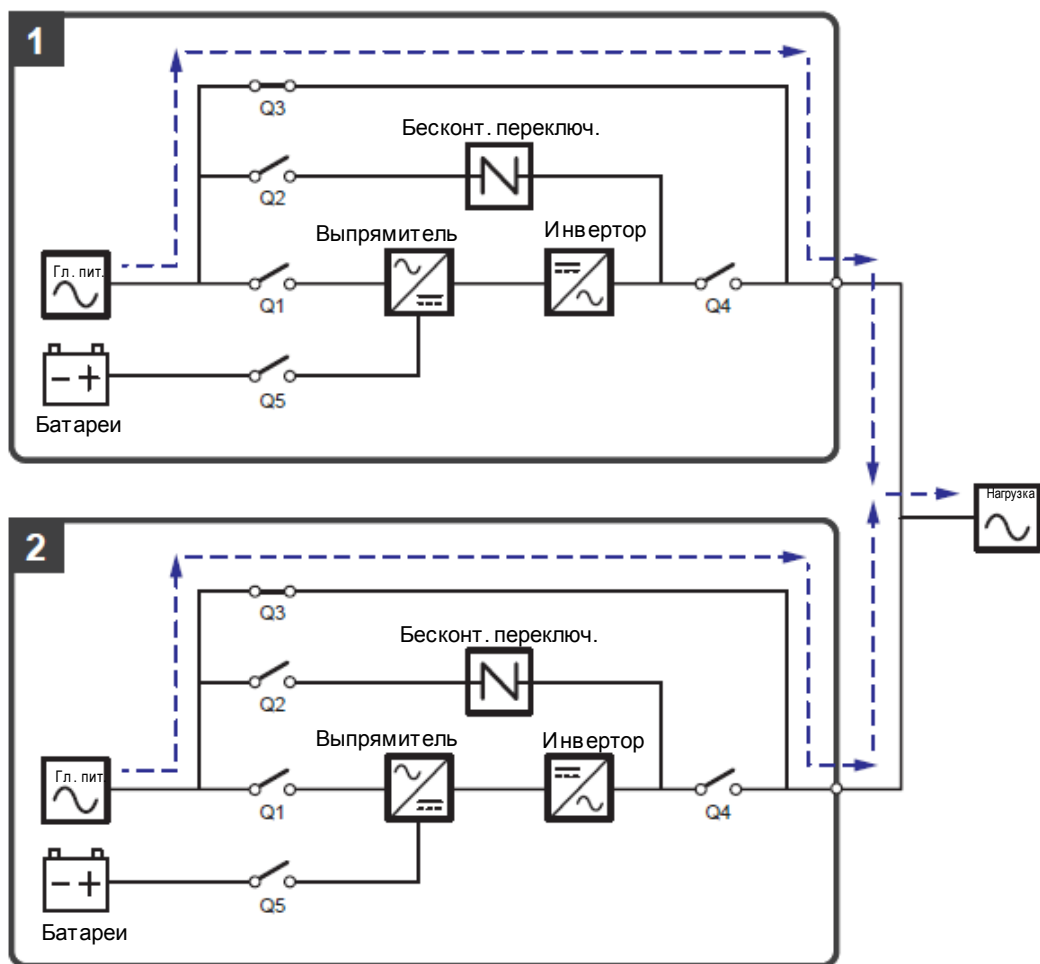 1
Q3
Бесконт. переключ.
Q2
Выпрямитель
Инвертор
Гл. пит.
Q1
Q4
- +
Q5
Батареи
Нагрузка
2
Q3
Бесконт. переключ.
Q2
Выпрямитель
Инвертор
Гл. пит.
Q1
Q4
- +
Q5
Батареи